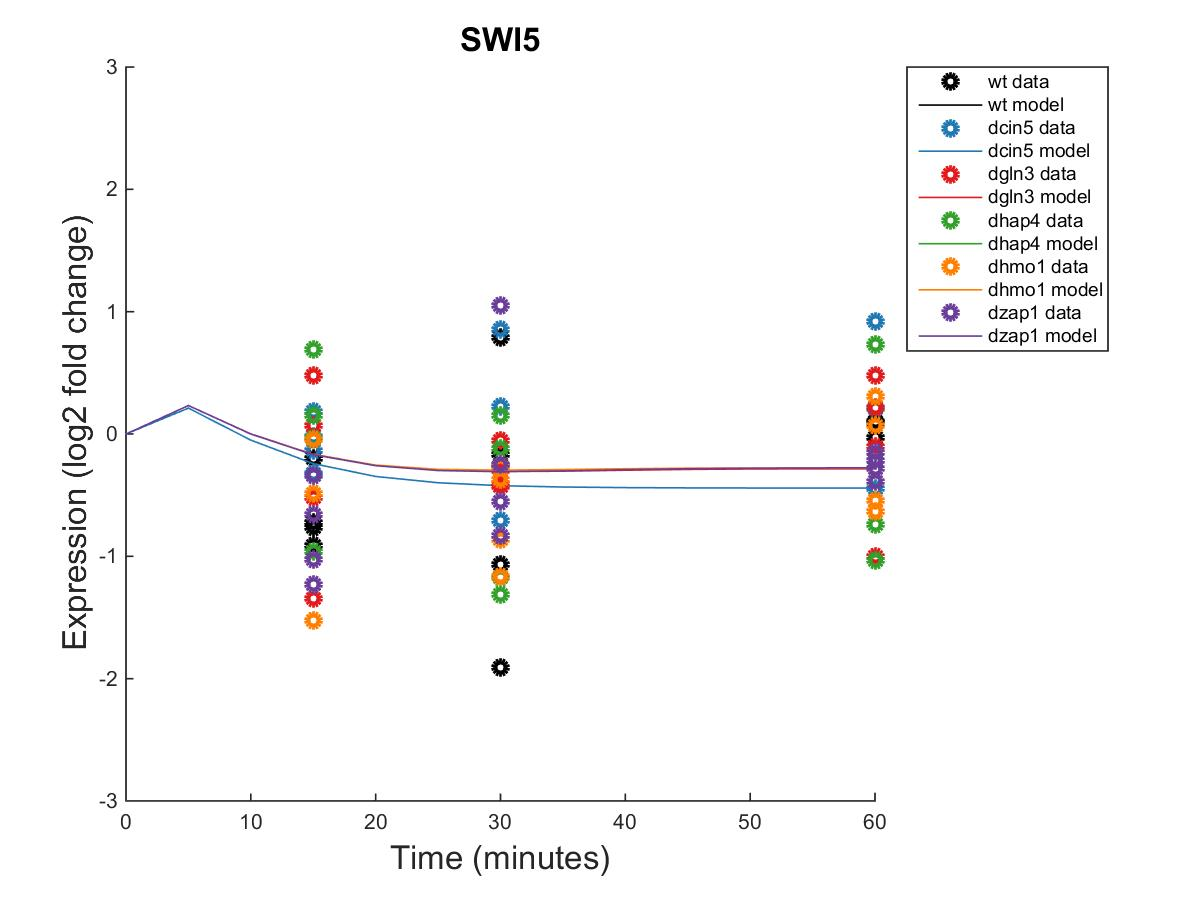 SWI5
Expression (log2 fold change)
3
2
1
0
-1
-2
-3
0 10 20 30 40 50 60
Time (minutes)
wt data
wt model
dcin5 data
dcin5 model
dgln3 data
dgln3 model
dhap4 data
dhap4 model
dhmo1 data
dhmo1 model
dzap1 data
dzap1 model